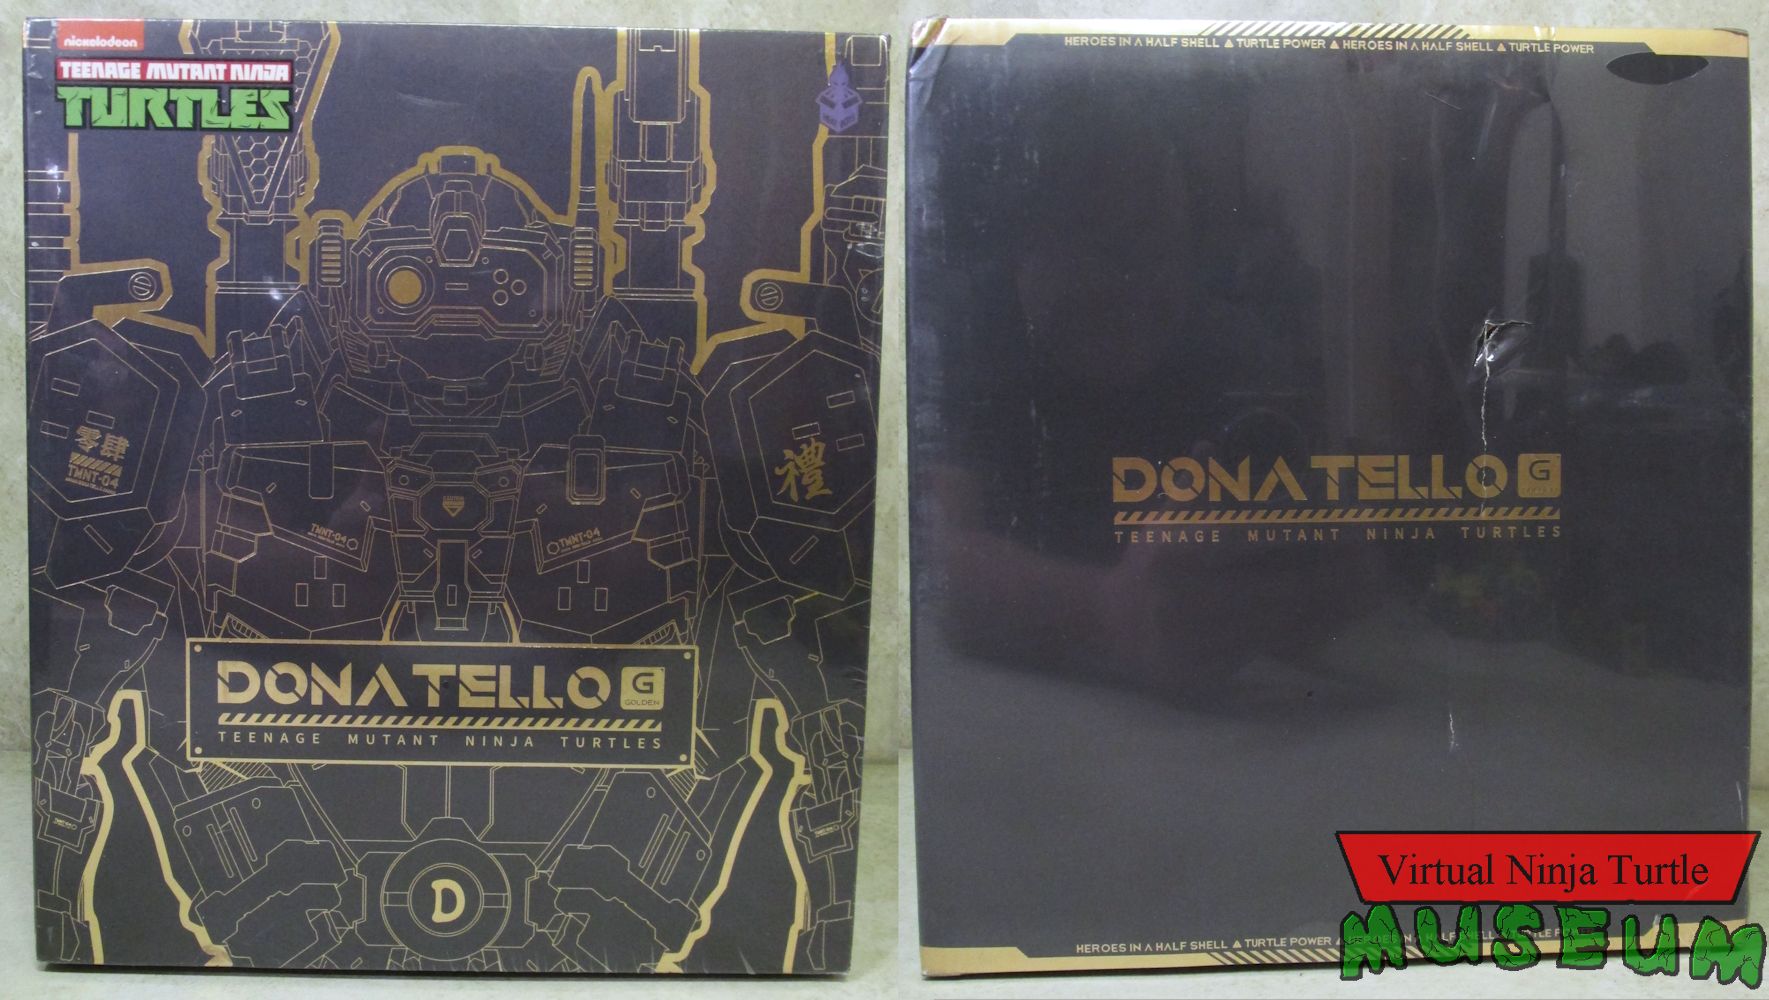 nickelodeon
TEENAGE MUTANT NINJA
TURTLES
零肆
TMNT-04
禮
CAUTION
TMNT-04
TMNT-04
DONATELLO G
GOLDEN
TEENAGE MUTANT NINJA TURTLES
D
HEROES IN A HALF SHELL ▲ TURTLE POWER ▲ HEROES IN A HALF SHELL ▲ TURTLE POWER
DONATELLO G
TEENAGE MUTANT NINJA TURTLES
HEROES IN A HALF SHELL ▲ TURTLE POWER ▲
Virtual Ninja Turtle
MUSEUM